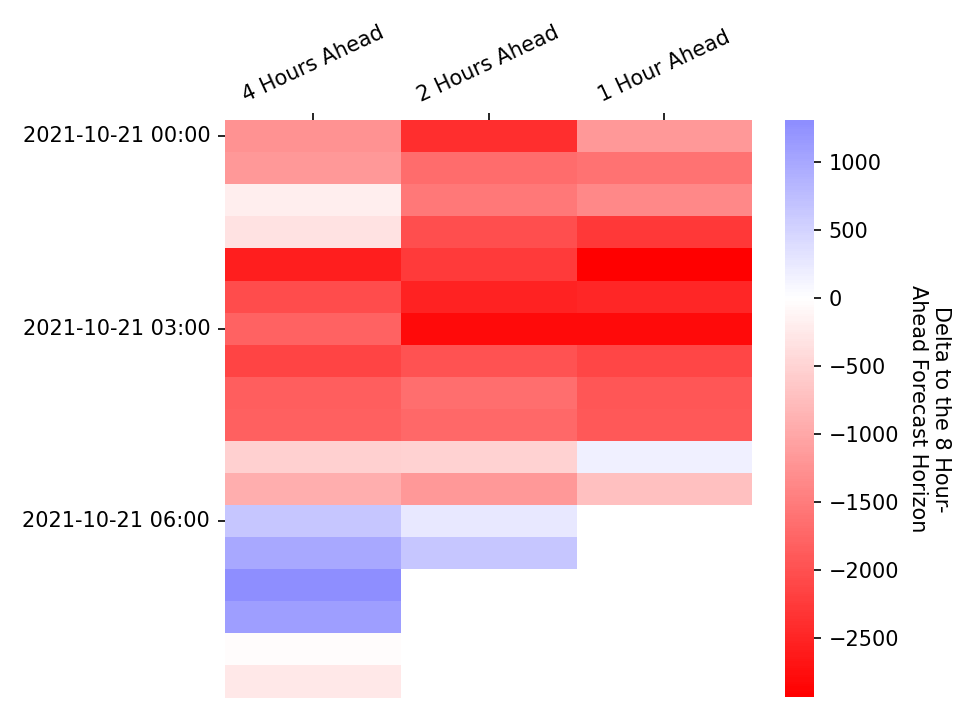 4 Hours Ahead
2 Hours Ahead
1 Hour Ahead
2021-10-21 00:00
2021-10-21 03:00
2021-10-21 06:00
1000
500
0
−500
−1000
−1500
−2000
−2500
Delta to the 8 Hour-
Ahead Forecast Horizon